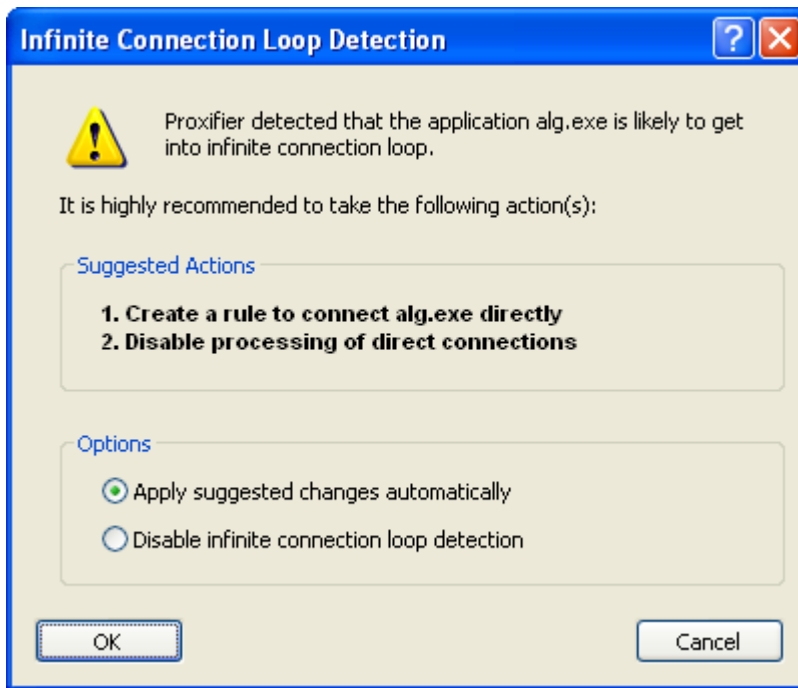 Infinite Connection Loop Detection
Proxifier detected that the application alg.exe is likely to get
into infinite connection loop.
It is highly recommended to take the following action(s):
Suggested Actions
1. Create a rule to connect alg.exe directly
2. Disable processing of direct connections
Options
Apply suggested changes automatically
Disable infinite connection loop detection
OK
Cancel